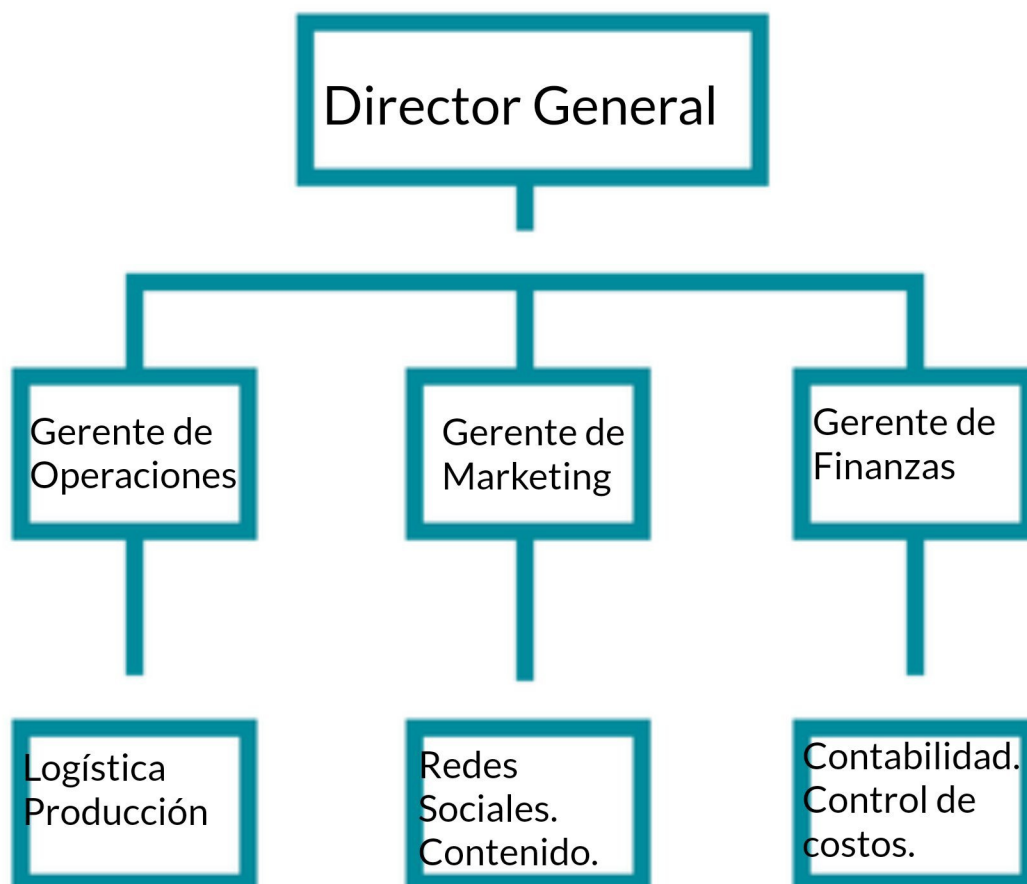 Director General
Gerente de
Operaciones
Gerente de
Marketing
Gerente de
Finanzas
Logística
Producción
Redes
Sociales.
Contenido.
Contabilidad.
Control de
costos.